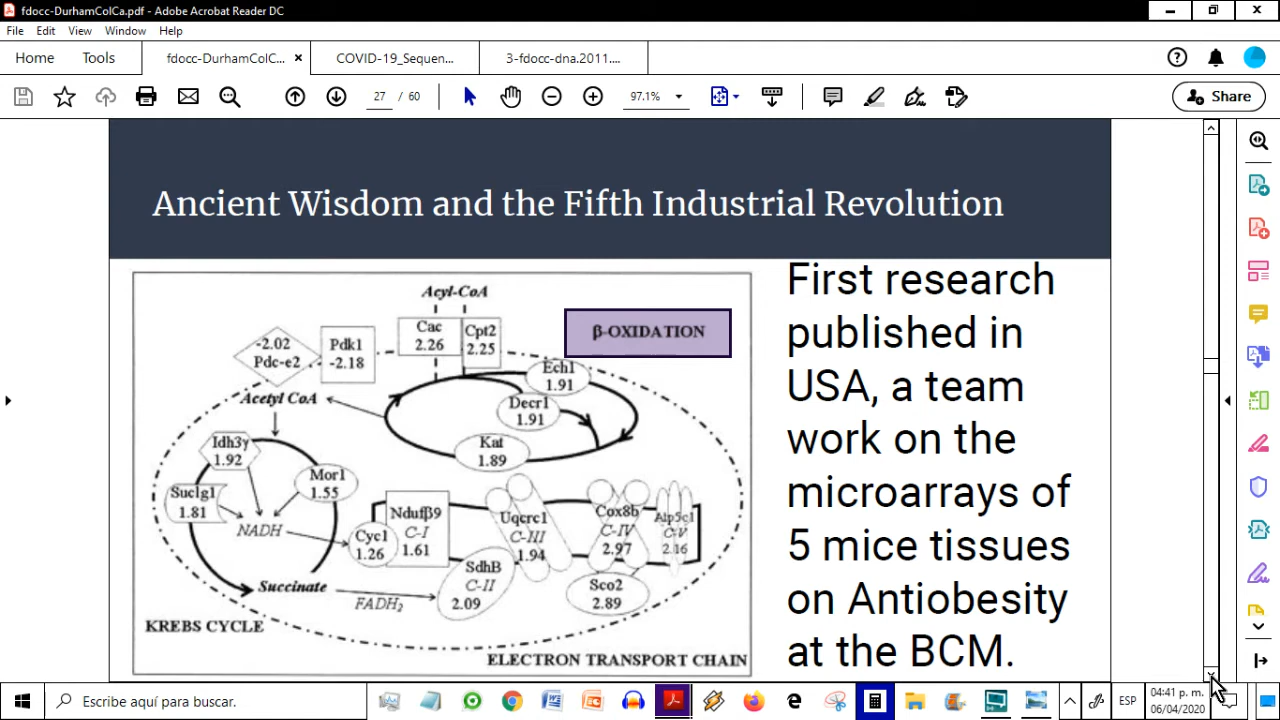 fdocc-DurhamColCa.pdf - Adobe Acrobat Reader DC
File Edit View Window Help
Home Tools fdocc-DurhamColC... × COVID-19_Sequen... 3-fdocc-dna.2011....
27 / 60 97.1% Share
Ancient Wisdom and the Fifth Industrial Revolution
Acyl-CoA
β-OXIDATION
-2.02
Pdc-e2
Pdk1
-2.18
Cac
2.26
Cpt2
2.25
Ech1
1.91
Decr1
1.91
Kat
1.89
Acetyl CoA
Idh3γ
1.92
Mor1
1.55
Suclg1
1.81
NADH
Cyc1
1.26
Ndufβ9
C-I
1.61
Uqcrc1
C-III
1.94
Cox8b
C-IV
2.97
Atp5c1
C-V
2.16
SdhB
C-II
2.09
Sco2
2.89
Succinate
FADH₂
KREBS CYCLE
ELECTRON TRANSPORT CHAIN
First research
published in
USA, a team
work on the
microarrays of
5 mice tissues
on Antiobesity
at the BCM.
Escribe aquí para buscar.
ESP
04:41 p. m.
06/04/2020